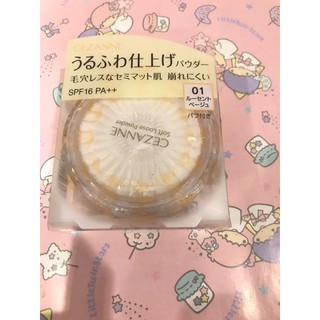 CEZANNE
うるふわ仕上げパウダー
毛穴レスなセミマット肌 崩れにくい
SPF16 PA++
01
ルーセント
ベージュ
パフ付き
CEZANNE
Soft Loose Powder
Littletwinstars